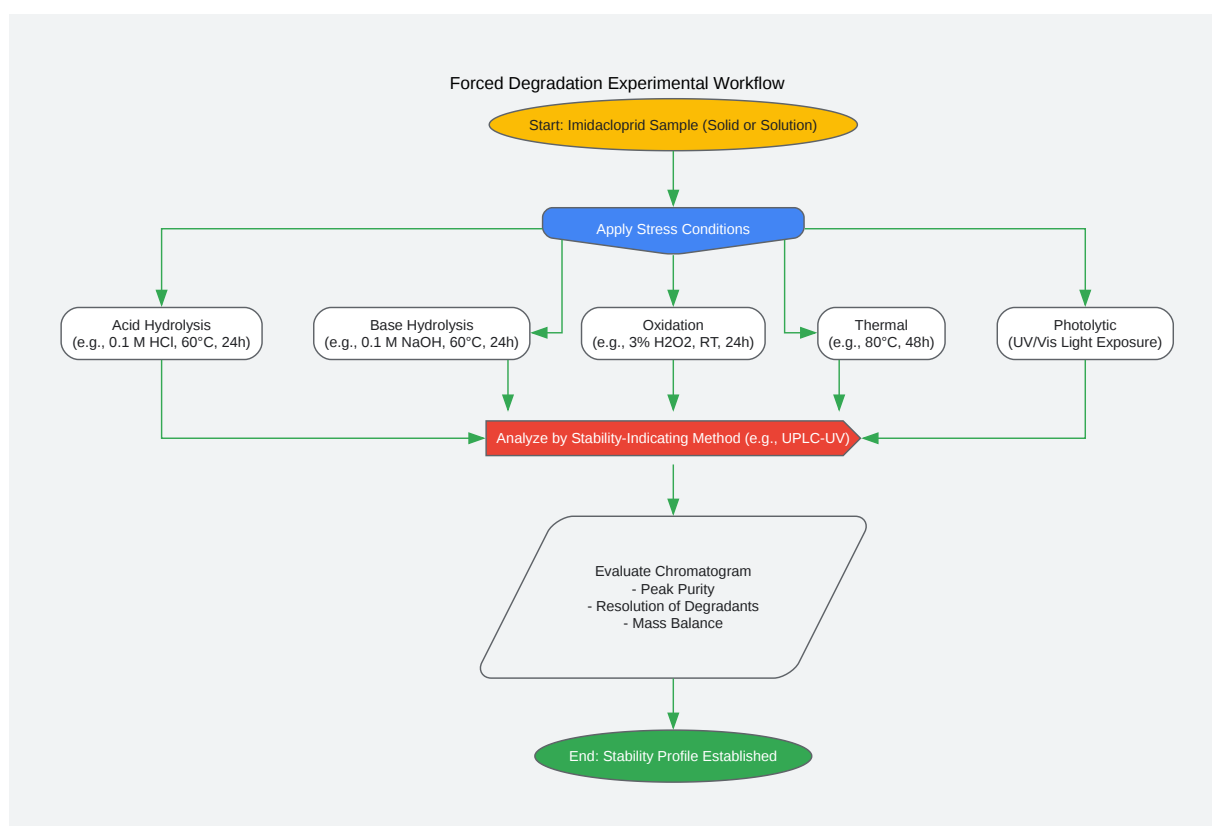 Forced Degradation Experimental Workflow
Start: Imidacloprid Sample (Solid or Solution)
Apply Stress Conditions
Acid Hydrolysis
(e.g., 0.1 M HCl, 60°C, 24h)
Base Hydrolysis
(e.g., 0.1 M NaOH, 60°C, 24h)
Oxidation
(e.g., 3% H2O2, RT, 24h)
Thermal
(e.g., 80°C, 48h)
Photolytic
(UV/Vis Light Exposure)
Analyze by Stability-Indicating Method (e.g., UPLC-UV)
Evaluate Chromatogram
- Peak Purity
- Resolution of Degradants
- Mass Balance
End: Stability Profile Established